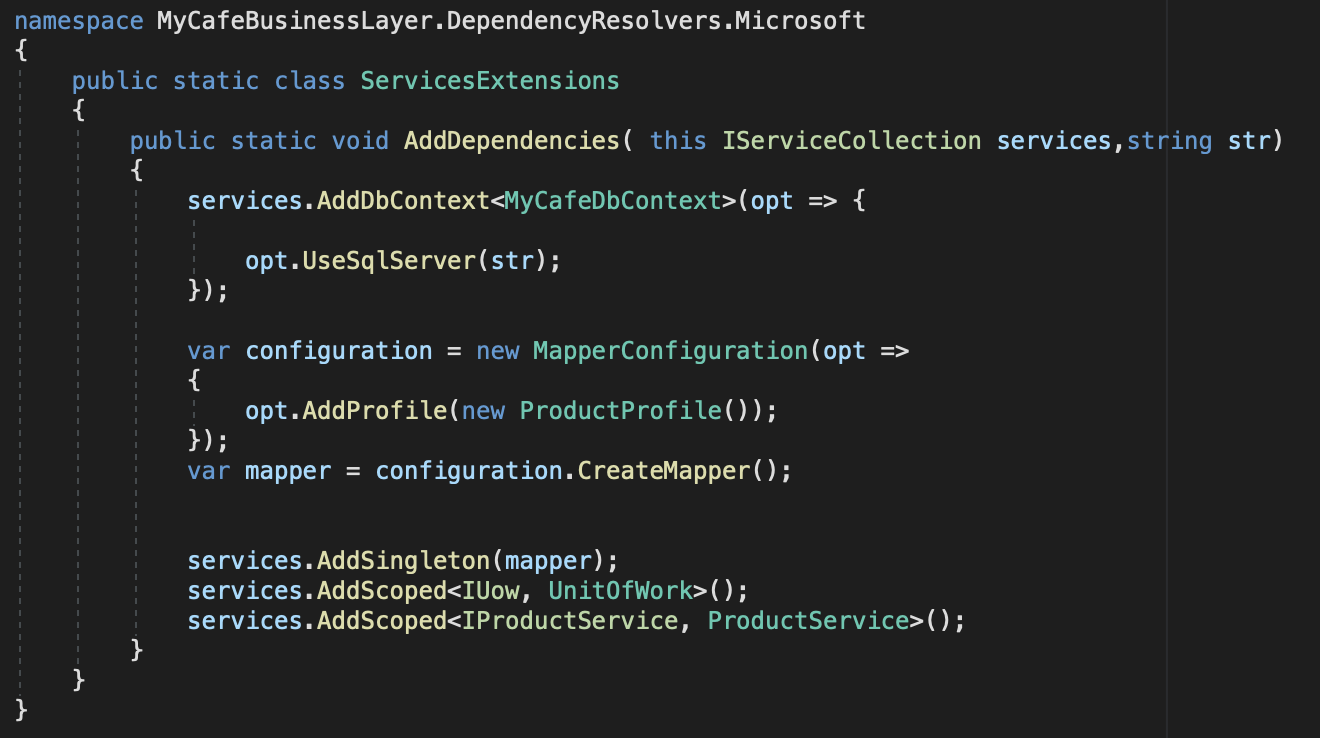 namespace MyCafeBusinessLayer.DependencyResolvers.Microsoft
{
    public static class ServicesExtensions
    {
        public static void AddDependencies( this IServiceCollection services,string str)
        {
            services.AddDbContext<MyCafeDbContext>(opt => {

                opt.UseSqlServer(str);
            });

            var configuration = new MapperConfiguration(opt =>
            {
                opt.AddProfile(new ProductProfile());
            });
            var mapper = configuration.CreateMapper();


            services.AddSingleton(mapper);
            services.AddScoped<IUow, UnitOfWork>();
            services.AddScoped<IProductService, ProductService>();
        }
    }
}